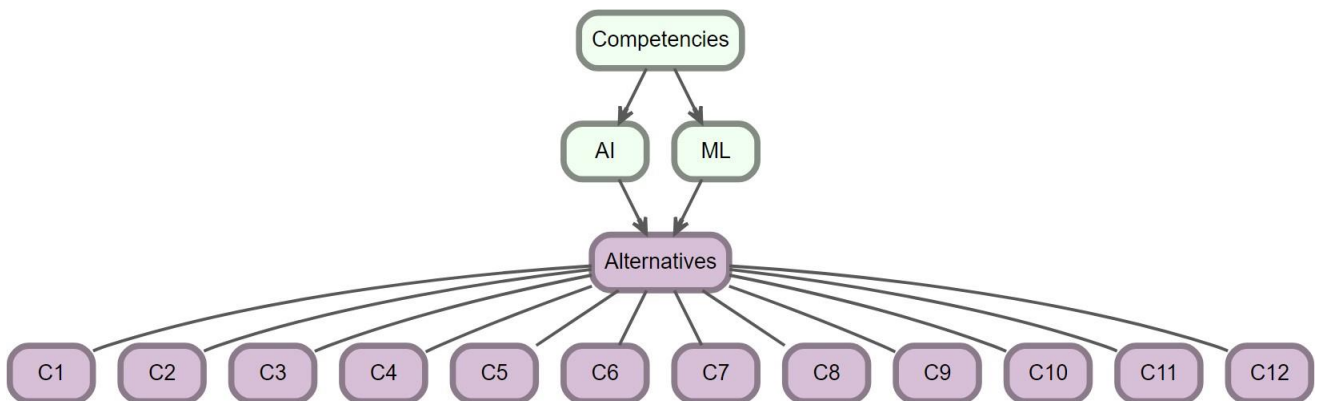 Competencies
AI ML
Alternatives
C1 C2 C3 C4 C5 C6 C7 C8 C9 C10 C11 C12